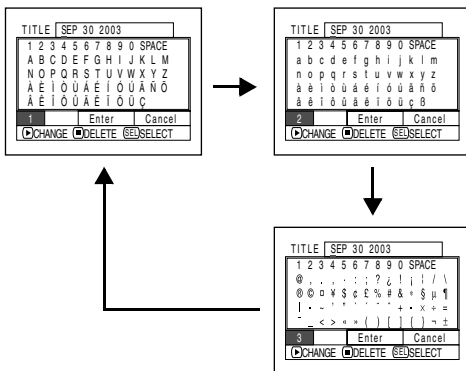 TITLE SEP 30 2003
1 2 3 4 5 6 7 8 9 0 SPACE
A B C D E F G H I J K L M
N O P Q R S T U V W X Y Z
À È Ì Ò Ù Á É Í Ó Ú Ã Ñ Õ
Â Ê Î Ô Û Ä Ë Ï Ö Ü Ç
1 Enter Cancel
CHANGE DELETE SEL SELECT
TITLE SEP 30 2003
1 2 3 4 5 6 7 8 9 0 SPACE
a b c d e f g h i j k l m
n o p q r s t u v w x y z
à è ì ò ù á é í ó ú ã ñ õ
â ê î ô û ä ë ï ö ü ç ß
2 Enter Cancel
CHANGE DELETE SEL SELECT
TITLE SEP 30 2003
1 2 3 4 5 6 7 8 9 0 SPACE
@ . , · : ; ? ¿ ! ¡ / \
® © ¤ ¥ $ ¢ £ % # & ° § µ ¶
+ × ÷ =
_ < > « » ( ) [ ] { } ¬ ±
3 Enter Cancel
CHANGE DELETE SEL SELECT